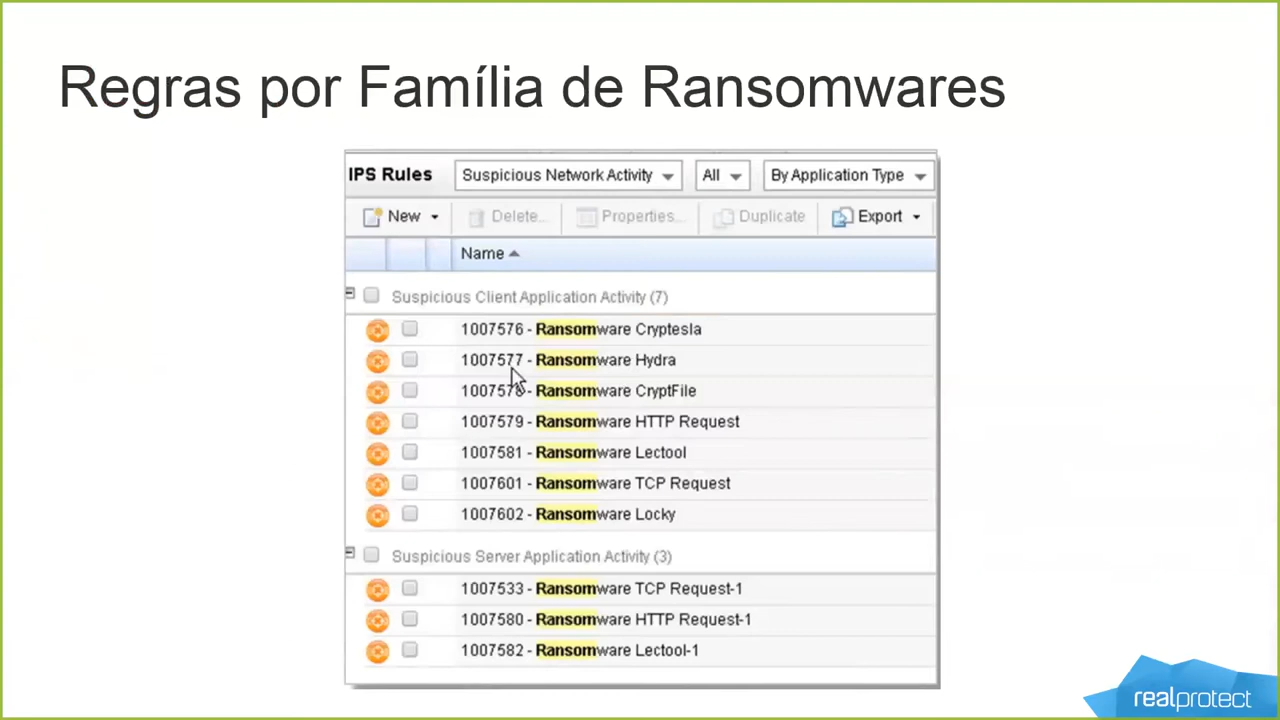 Regras por Família de Ransomwares
IPS Rules Suspicious Network Activity All By Application Type
New Delete... Properties... Duplicate Export
Name
Suspicious Client Application Activity (7)
1007576 - Ransomware Cryptesla
1007577 - Ransomware Hydra
1007578 - Ransomware CryptFile
1007579 - Ransomware HTTP Request
1007581 - Ransomware Lectool
1007601 - Ransomware TCP Request
1007602 - Ransomware Locky
Suspicious Server Application Activity (3)
1007533 - Ransomware TCP Request-1
1007580 - Ransomware HTTP Request-1
1007582 - Ransomware Lectool-1
realprotect